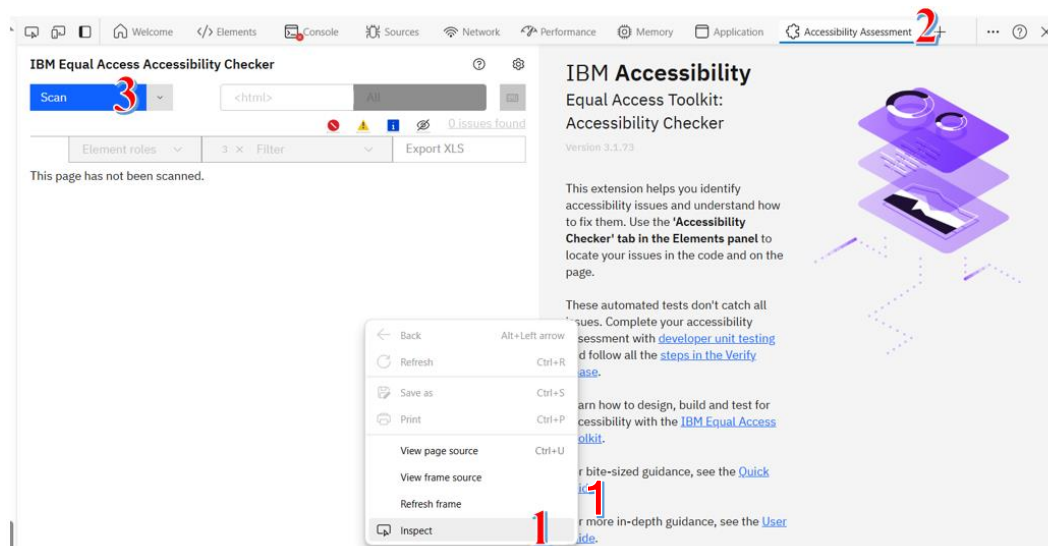 Welcome
Elements
Console
Sources
Network
Performance
Memory
Application
Accessibility Assessment
2
IBM Equal Access Accessibility Checker
Scan
3
<html>
All
0 issues found
Element roles
3 × Filter
Export XLS
This page has not been scanned.
IBM Accessibility
Equal Access Toolkit:
Accessibility Checker
Version 3.1.73
This extension helps you identify
accessibility issues and understand how
to fix them. Use the 'Accessibility
Checker' tab in the Elements panel to
locate your issues in the code and on the
page.
These automated tests don't catch all
sues. Complete your accessibility
sessment with developer unit testing
d follow all the steps in the Verify
ase.
arn how to design, build and test for
cessibility with the IBM Equal Access
olkit.
r bite-sized guidance, see the Quick
1
r more in-depth guidance, see the User
ide.
Back Alt+Left arrow
Refresh Ctrl+R
Save as Ctrl+S
Print Ctrl+P
View page source Ctrl+U
View frame source
Refresh frame
Inspect
1